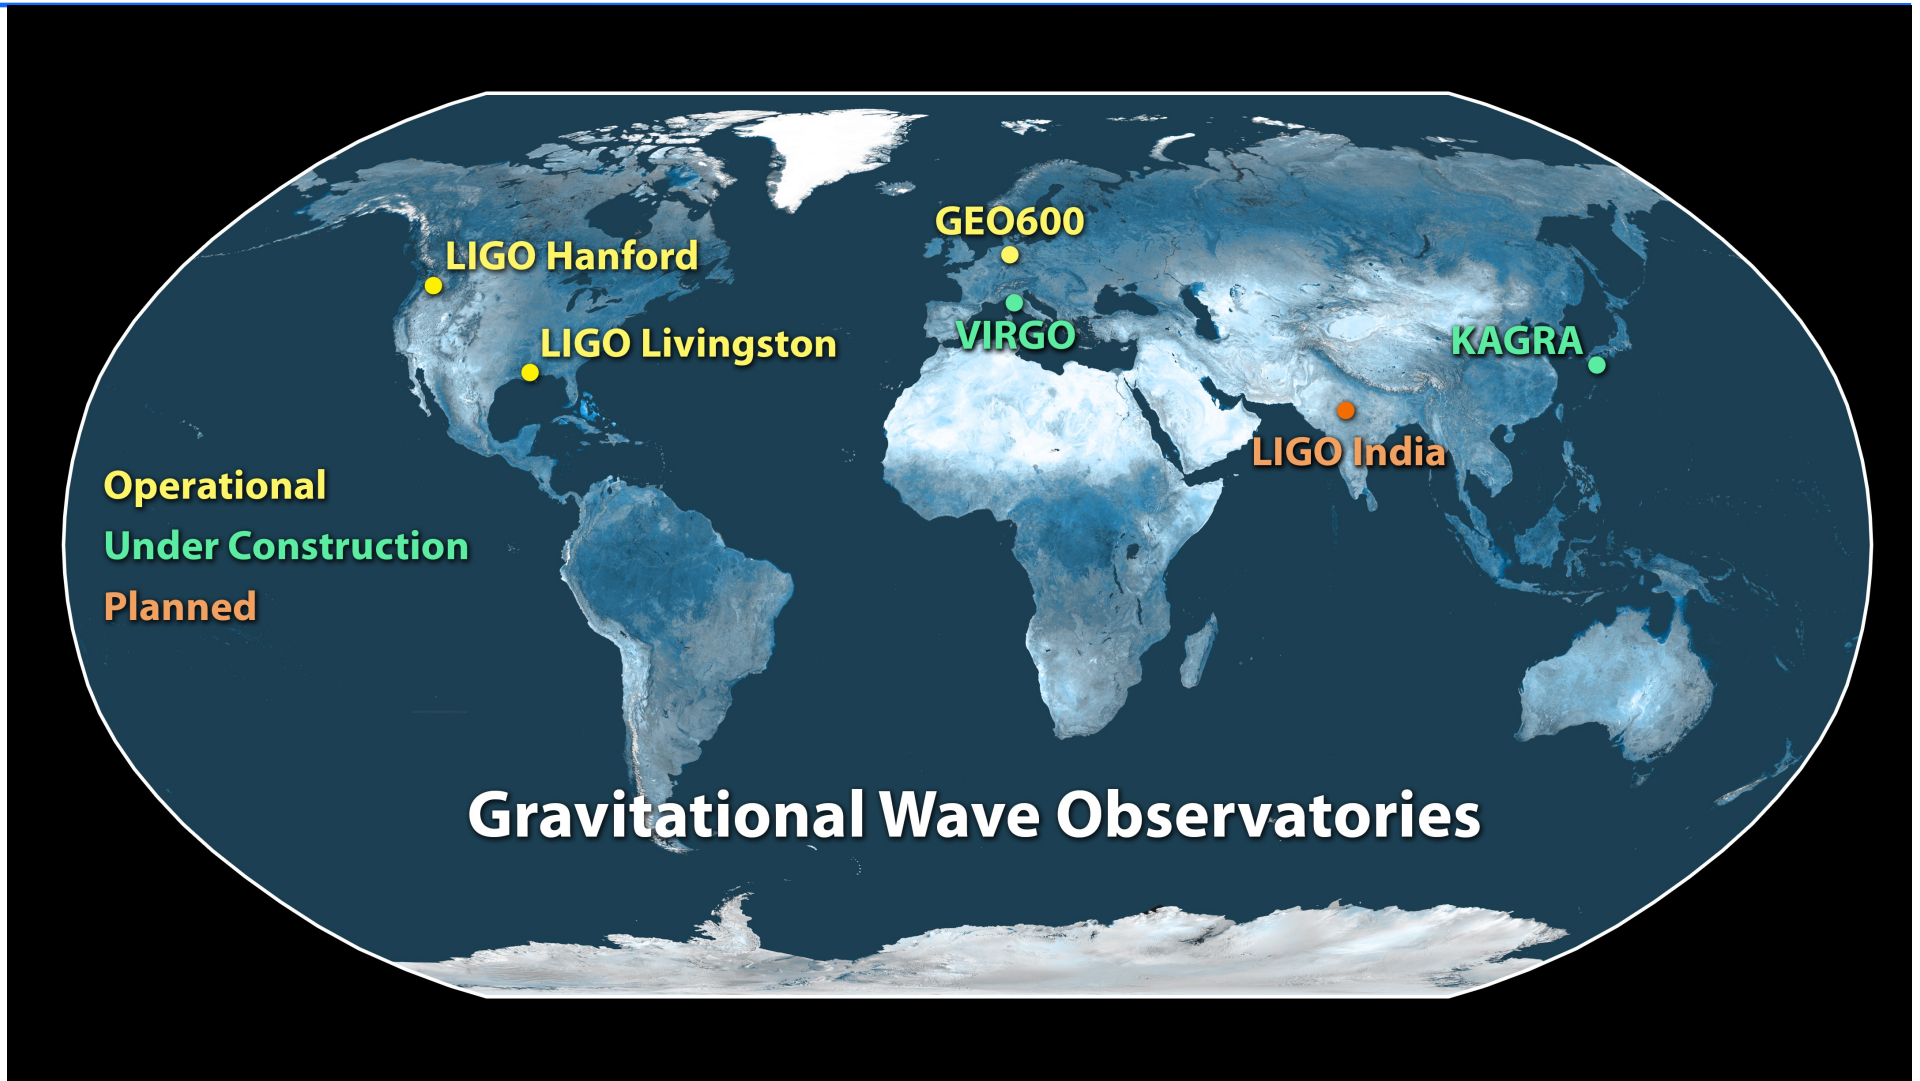 GEO600
LIGO Hanford
LIGO Livingston
VIRGO
KAGRA
LIGO India
Operational
Under Construction
Planned
Gravitational Wave Observatories